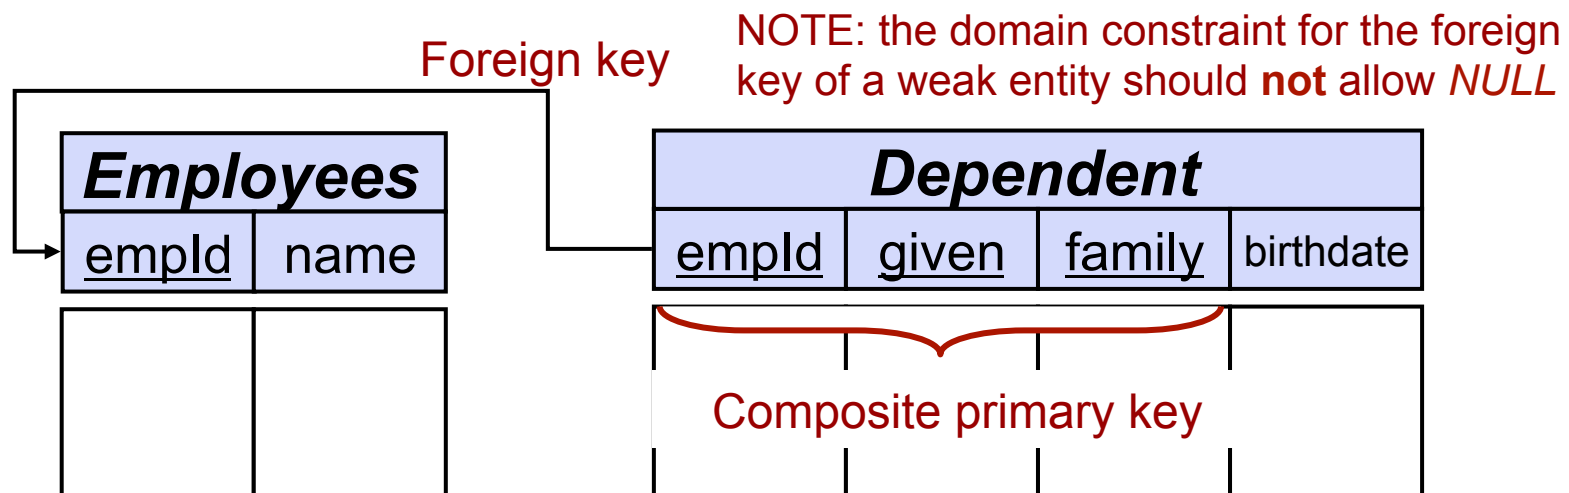 Foreign key
NOTE: the domain constraint for the foreign
key of a weak entity should not allow NULL
Employees
empId name
Dependent
empId given family birthdate
Composite primary key